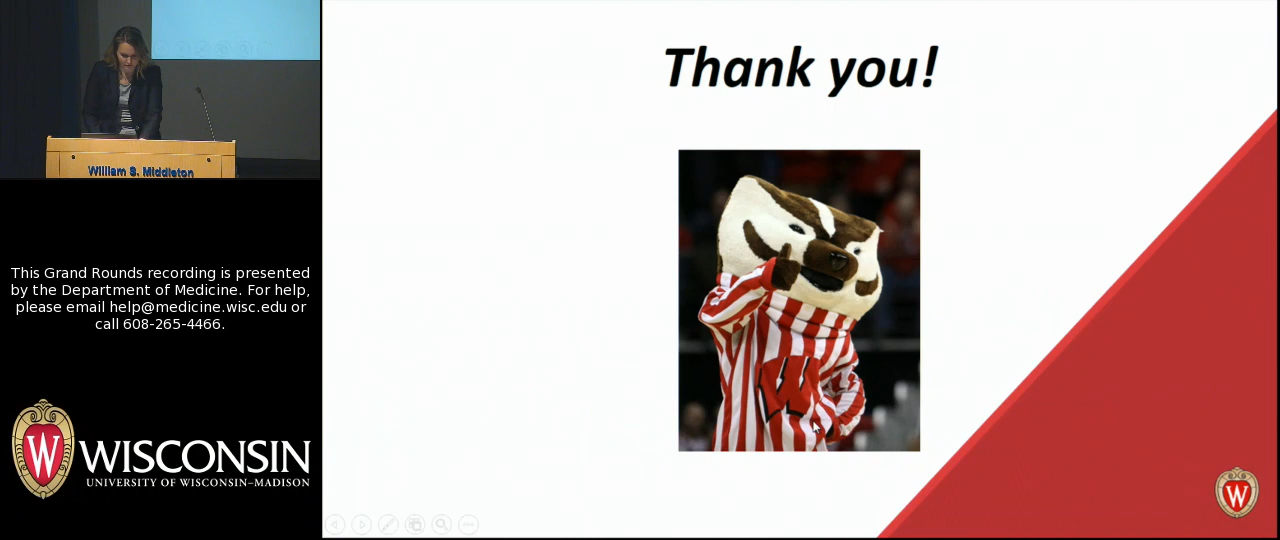 Thank you!
William S. Middleton
This Grand Rounds recording is presented
by the Department of Medicine. For help,
please email help@medicine.wisc.edu or
call 608-265-4466.
W
W
WISCONSIN
UNIVERSITY OF WISCONSIN–MADISON
W